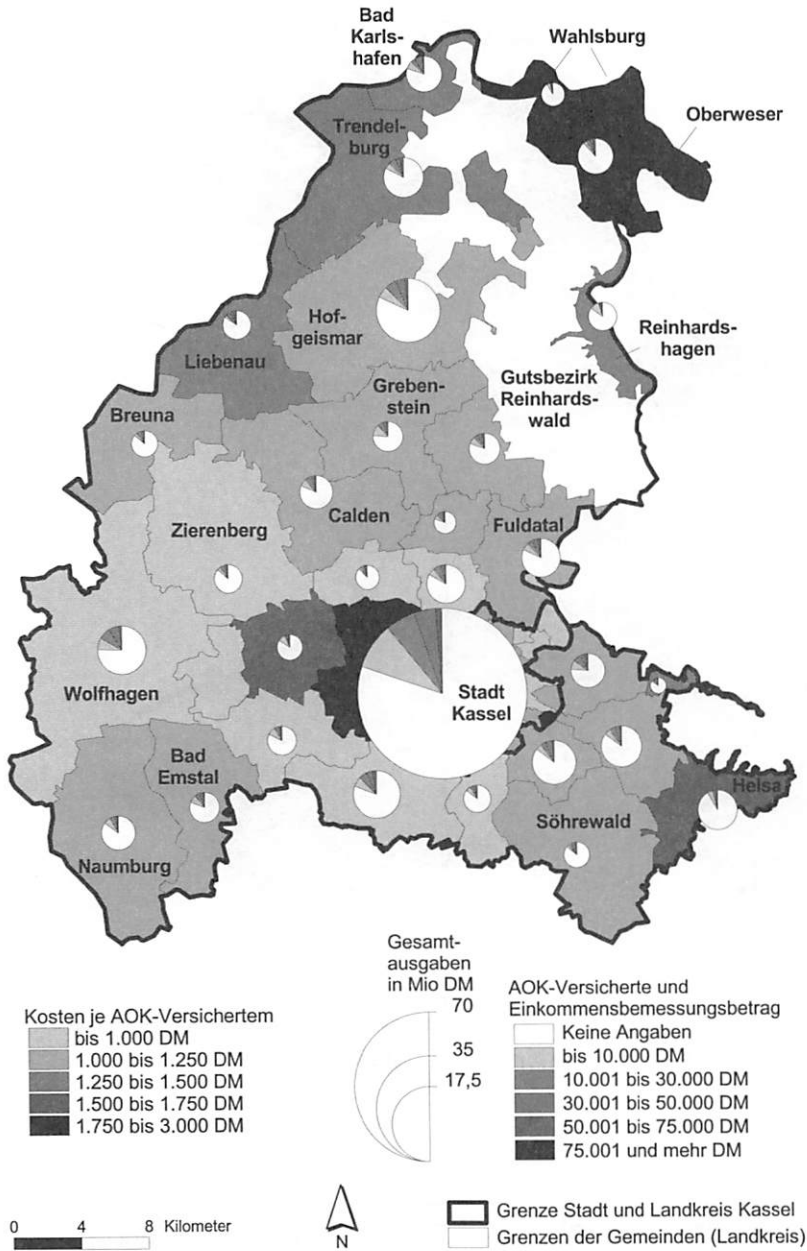 Bad
Karls-
hafen
Wahlsburg
Oberweser
Trendel-
burg
Hof-
geismar
Reinhards-
hagen
Liebenau
Greben-
stein
Gutsbezirk
Reinhards-
wald
Breuna
Calden
Fuldatal
Zierenberg
Wolfhagen
Stadt
Kassel
Bad
Emstal
Helsa
Söhrewald
Naumburg
Gesamt-
ausgaben
in Mio DM
70
35
17,5
Kosten je AOK-Versichertem
bis 1.000 DM
1.000 bis 1.250 DM
1.250 bis 1.500 DM
1.500 bis 1.750 DM
1.750 bis 3.000 DM
AOK-Versicherte und
Einkommensbemessungsbetrag
Keine Angaben
bis 10.000 DM
10.001 bis 30.000 DM
30.001 bis 50.000 DM
50.001 bis 75.000 DM
75.001 und mehr DM
0 4 8 Kilometer
N
Grenze Stadt und Landkreis Kassel
Grenzen der Gemeinden (Landkreis)